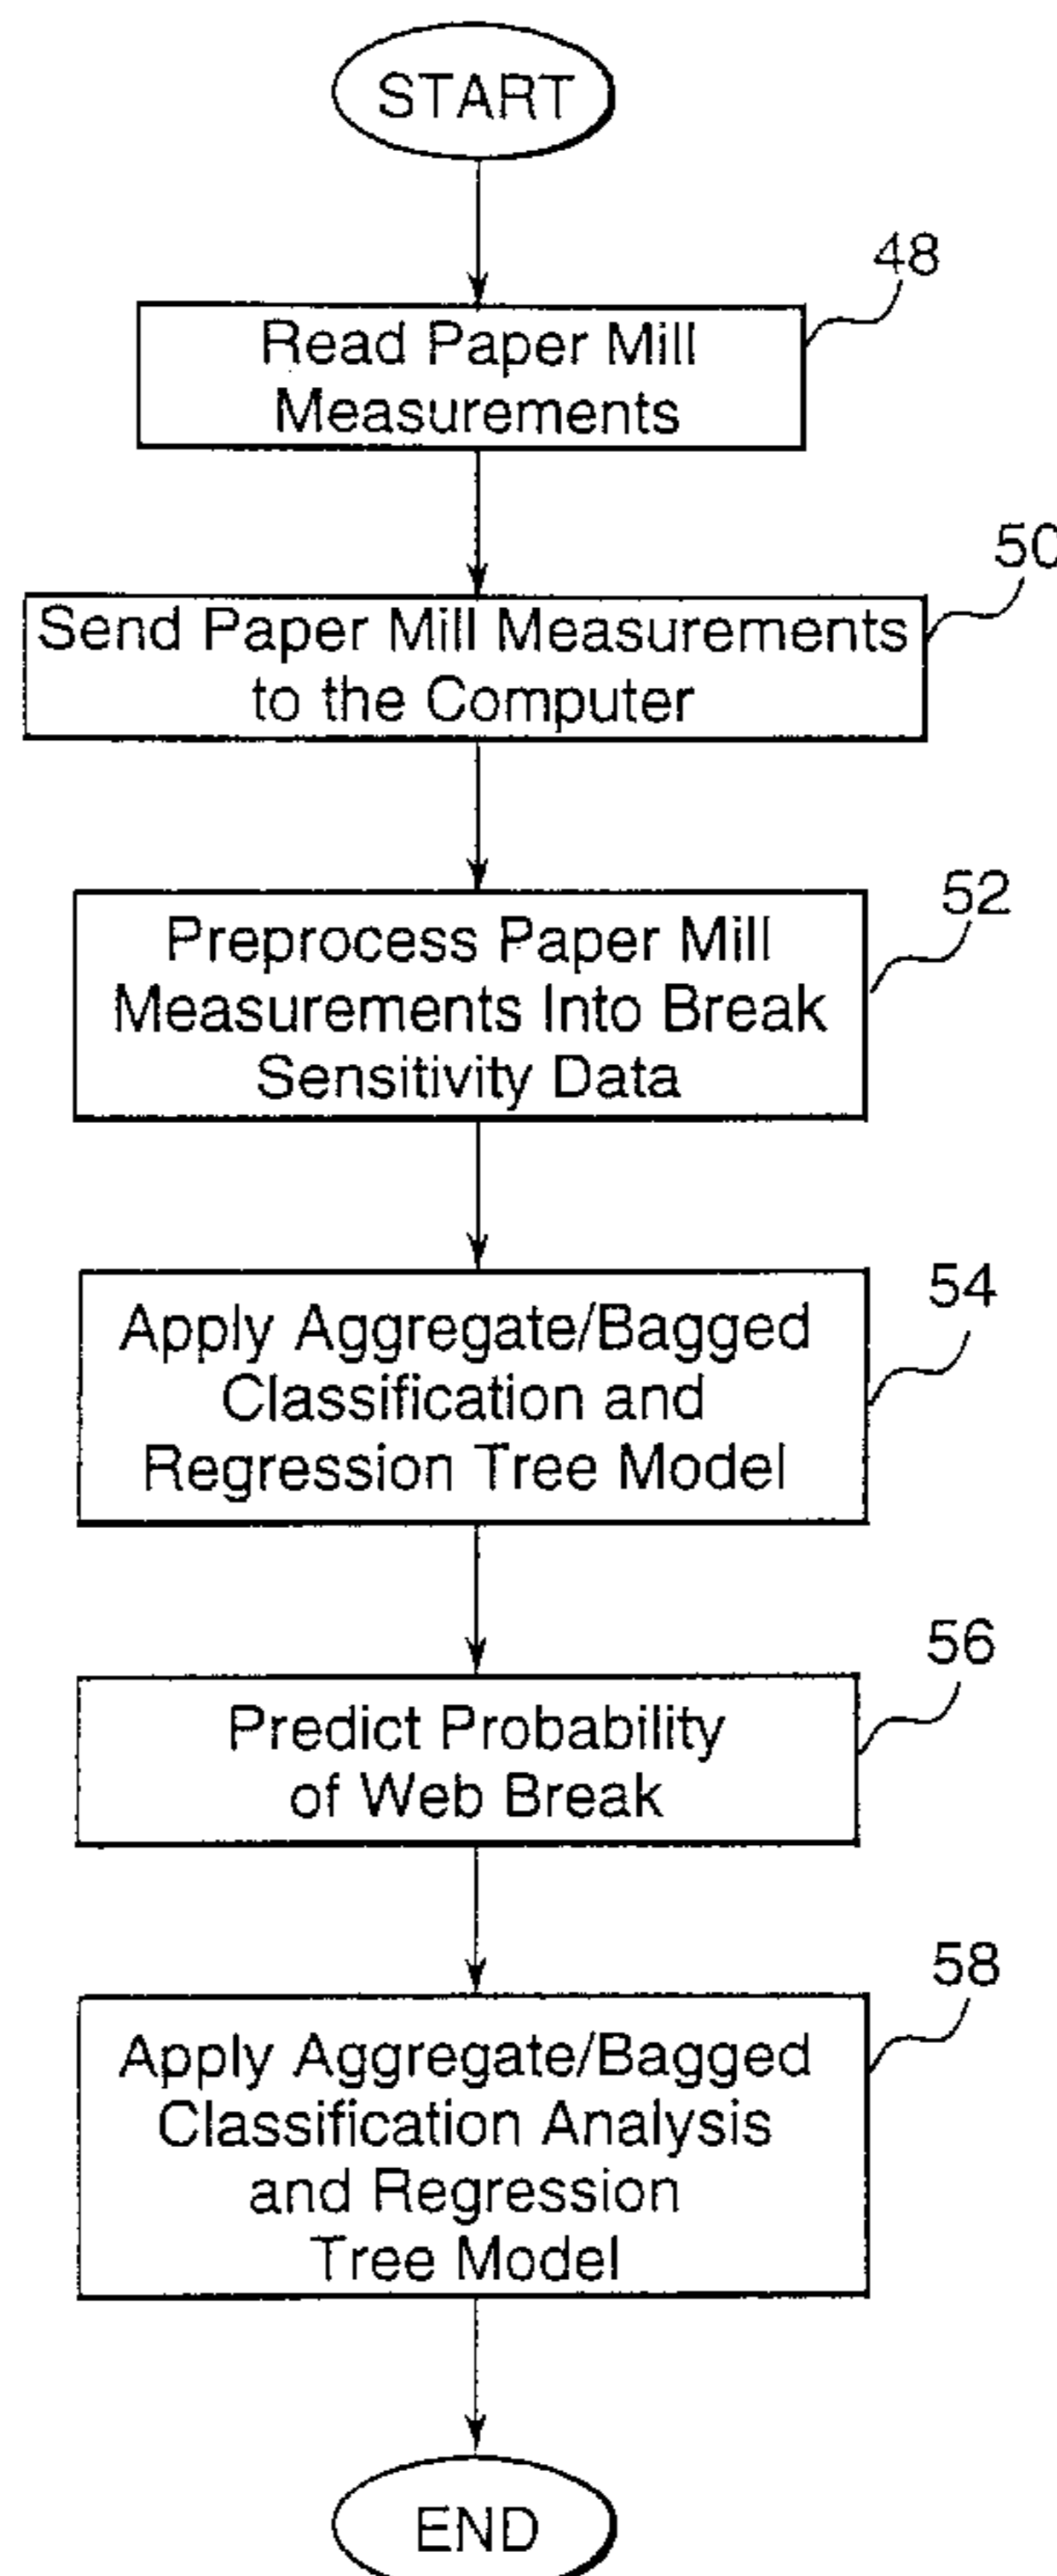 START
48
Read Paper Mill
Measurements
50
Send Paper Mill Measurements
to the Computer
52
Preprocess Paper Mill
Measurements Into Break
Sensitivity Data
54
Apply Aggregate/Bagged
Classification and
Regression Tree Model
56
Predict Probability
of Web Break
58
Apply Aggregate/Bagged
Classification Analysis
and Regression
Tree Model
END